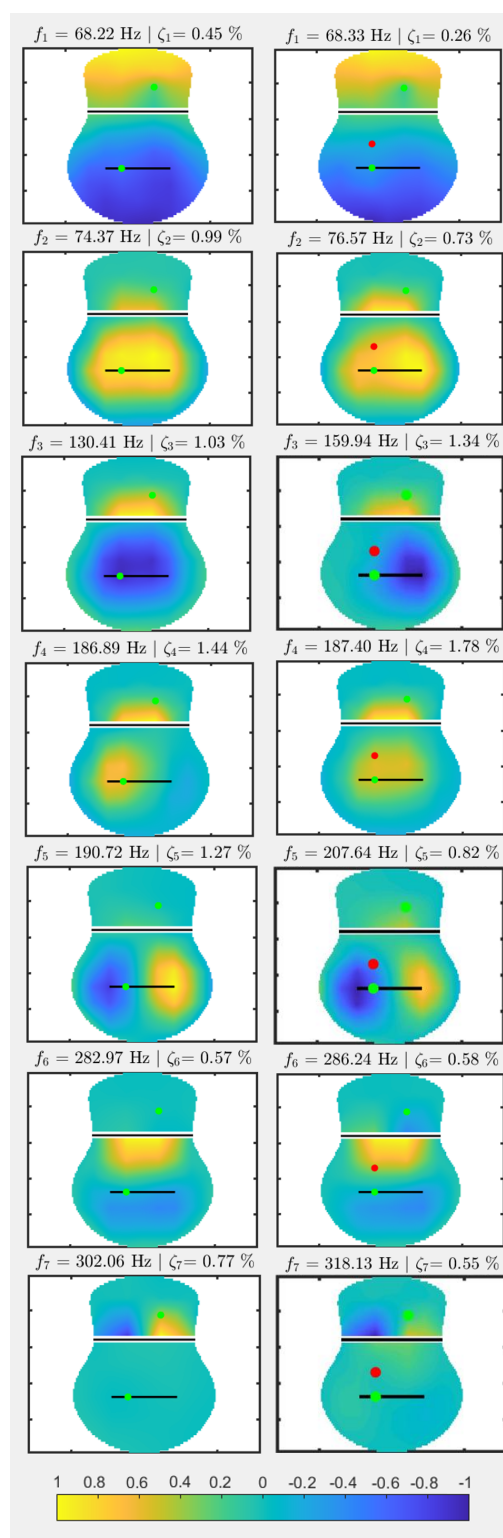 f₁ = 68.22 Hz | ζ₁= 0.45 % f₁ = 68.33 Hz | ζ₁= 0.26 %
f₂ = 74.37 Hz | ζ₂= 0.99 % f₂ = 76.57 Hz | ζ₂= 0.73 %
f₃ = 130.41 Hz | ζ₃= 1.03 % f₃ = 159.94 Hz | ζ₃= 1.34 %
f₄ = 186.89 Hz | ζ₄= 1.44 % f₄ = 187.40 Hz | ζ₄= 1.78 %
f₅ = 190.72 Hz | ζ₅= 1.27 % f₅ = 207.64 Hz | ζ₅= 0.82 %
f₆ = 282.97 Hz | ζ₆= 0.57 % f₆ = 286.24 Hz | ζ₆= 0.58 %
f₇ = 302.06 Hz | ζ₇= 0.77 % f₇ = 318.13 Hz | ζ₇= 0.55 %
1 0.8 0.6 0.4 0.2 0 -0.2 -0.4 -0.6 -0.8 -1